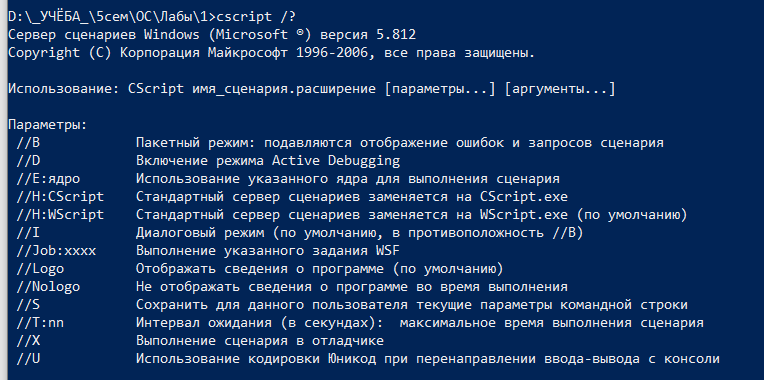 D:\_УЧЁБА_\5сем\ОС\Лабы\1>cscript /?
Сервер сценариев Windows (Microsoft ®) версия 5.812
Copyright (C) Корпорация Майкрософт 1996-2006, все права защищены.
Использование: CScript имя_сценария.расширение [параметры...] [аргументы...]
Параметры:
//B Пакетный режим: подавляются отображение ошибок и запросов сценария
//D Включение режима Active Debugging
//E:ядро Использование указанного ядра для выполнения сценария
//H:CScript Стандартный сервер сценариев заменяется на CScript.exe
//H:WScript Стандартный сервер сценариев заменяется на WScript.exe (по умолчанию)
//I Диалоговый режим (по умолчанию, в противоположность //B)
//Job:xxxx Выполнение указанного задания WSF
//Logo Отображать сведения о программе (по умолчанию)
//Nologo Не отображать сведения о программе во время выполнения
//S Сохранить для данного пользователя текущие параметры командной строки
//T:nn Интервал ожидания (в секундах): максимальное время выполнения сценария
//X Выполнение сценария в отладчике
//U Использование кодировки Юникод при перенаправлении ввода-вывода с консоли